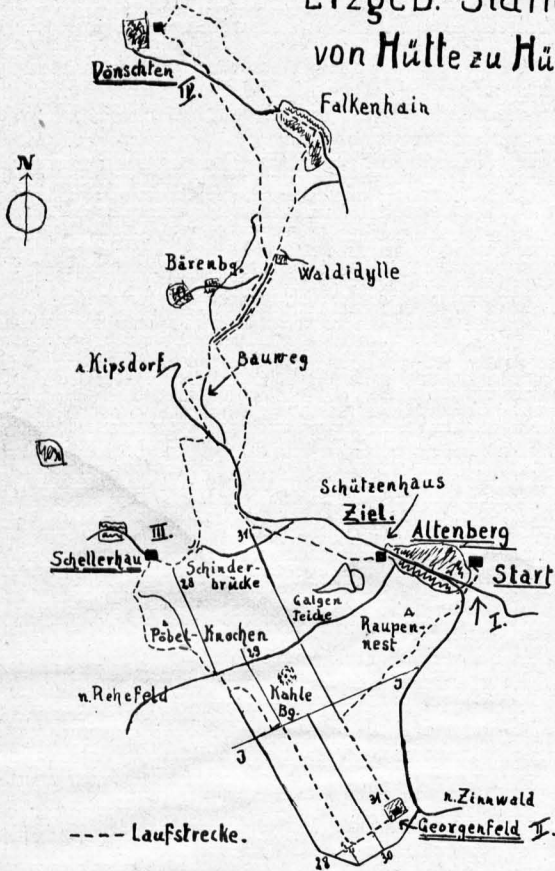 von Hütte zu Hü
Dönschten
IV.
Falkenhain
N
Bärenbg.
Waldidylle
n.Kipsdorf
Bauweg
Schützenhaus
Ziel.
Altenberg
31
III.
Schellerhau
Schinder-
brücke
28
Start
Galgen
Teiche
I.
Raupen-
nest
Pöbel-Knochen
29
Kahle
Bg.
J
n.Rehefeld
J
31
n.Zinnwald
Georgenfeld II.
---- Laufstrecke.
28
30